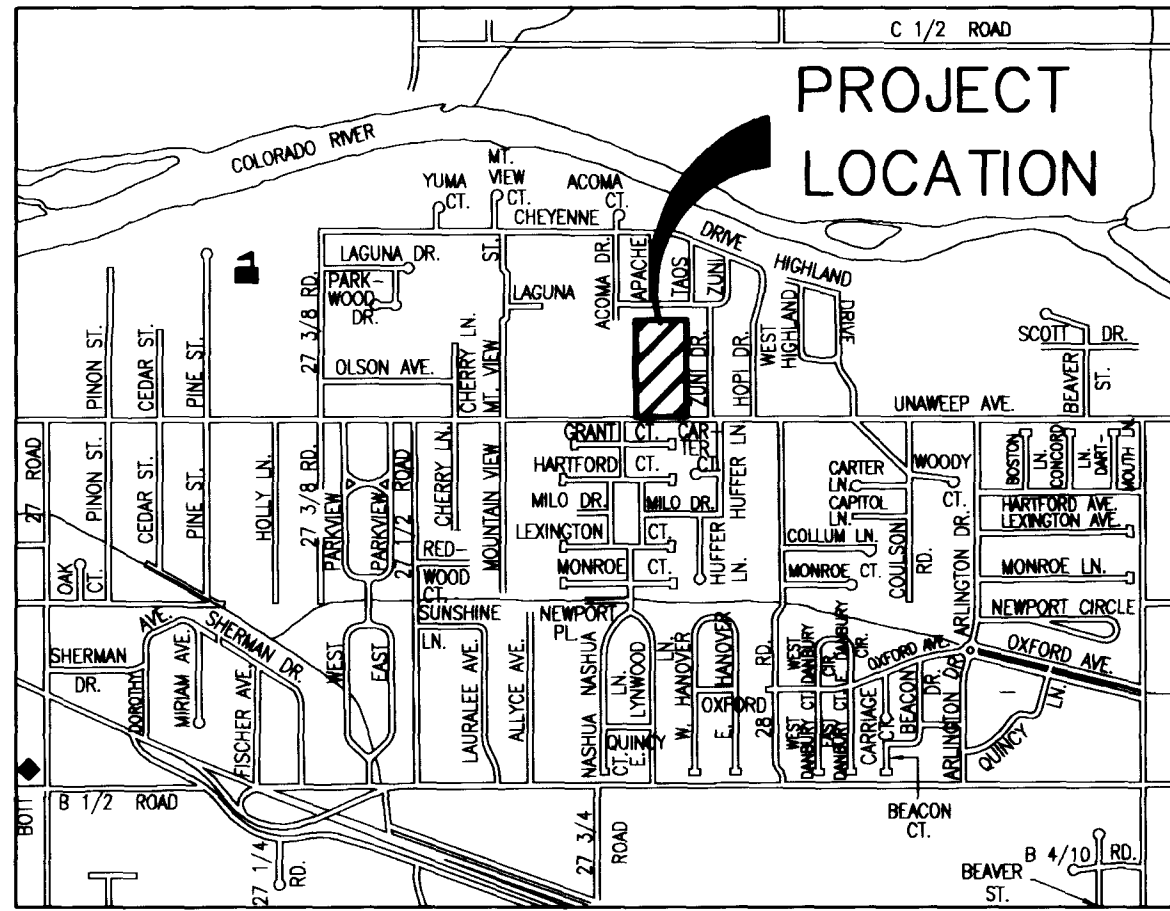 C 1/2 ROAD
PROJECT
LOCATION
COLORADO RIVER
YUMA
CT.
MT.
VIEW
CT.
ACOMA
CT.
CHEYENNE
DRIVE
ST.
LAGUNA DR.
PARK-
WOOD
DR.
27 3/8 RD.
LAGUNA
ACOMA DR.
APACHE
TAOS
ZUNI
HIGHLAND
DRIVE
WEST
HIGHLAND
SCOTT DR.
BEAVER
ST.
PINON ST.
CEDAR ST.
PINE ST.
OLSON AVE.
CHERRY LN.
MT. VIEW
ZUNI DR.
HOPI DR.
UNAWEEP AVE.
27 ROAD
PINON ST.
CEDAR ST.
PINE ST.
HOLLY LN.
27 3/8 RD.
PARKVIEW
PARKVIEW
27 1/2 ROAD
CHERRY LN.
MOUNTAIN VIEW
GRANT CT.
CAR-
TER
CT.
HUFFER LN.
HARTFORD CT.
MILO DR.
MILO DR.
LEXINGTON CT.
MONROE CT.
HUFFER
LN.
CARTER
LN.
CAPITOL
LN.
WOODY
CT.
COLLUM LN.
MONROE CT.
COULSON
RD.
ARLINGTON DR.
BOSTON
LN.
CONCORD
LN.
DART-
MOUTH LN.
HARTFORD AVE.
LEXINGTON AVE.
MONROE LN.
NEWPORT CIRCLE
OAK
CT.
RED-
WOOD
CT.
SUNSHINE
LN.
NEWPORT
PL.
AVE.
SHERMAN DR.
SHERMAN
DR.
DOROTHY
MIRIAM AVE.
FISCHER AVE.
WEST
EAST
LAURALEE AVE.
ALLYCE AVE.
NASHUA
NASHUA
LN.
LYNWOOD
LN.
W. HANOVER
E. HANOVER
OXFORD
QUINCY
CT.
E.
28 RD.
WEST
DANBURY
CIR.
DANBURY
CIR.
OXFORD AVE.
OXFORD AVE.
WEST
DANBURY CT.
EAST
DANBURY CT.
CARRIAGE
CT.
BEACON
DR.
ARLINGTON DR.
QUINCY LN.
B 1/2 ROAD
27 1/4
RD.
27 3/4
ROAD
BEACON
CT.
B 4/10 RD.
BEAVER
ST.